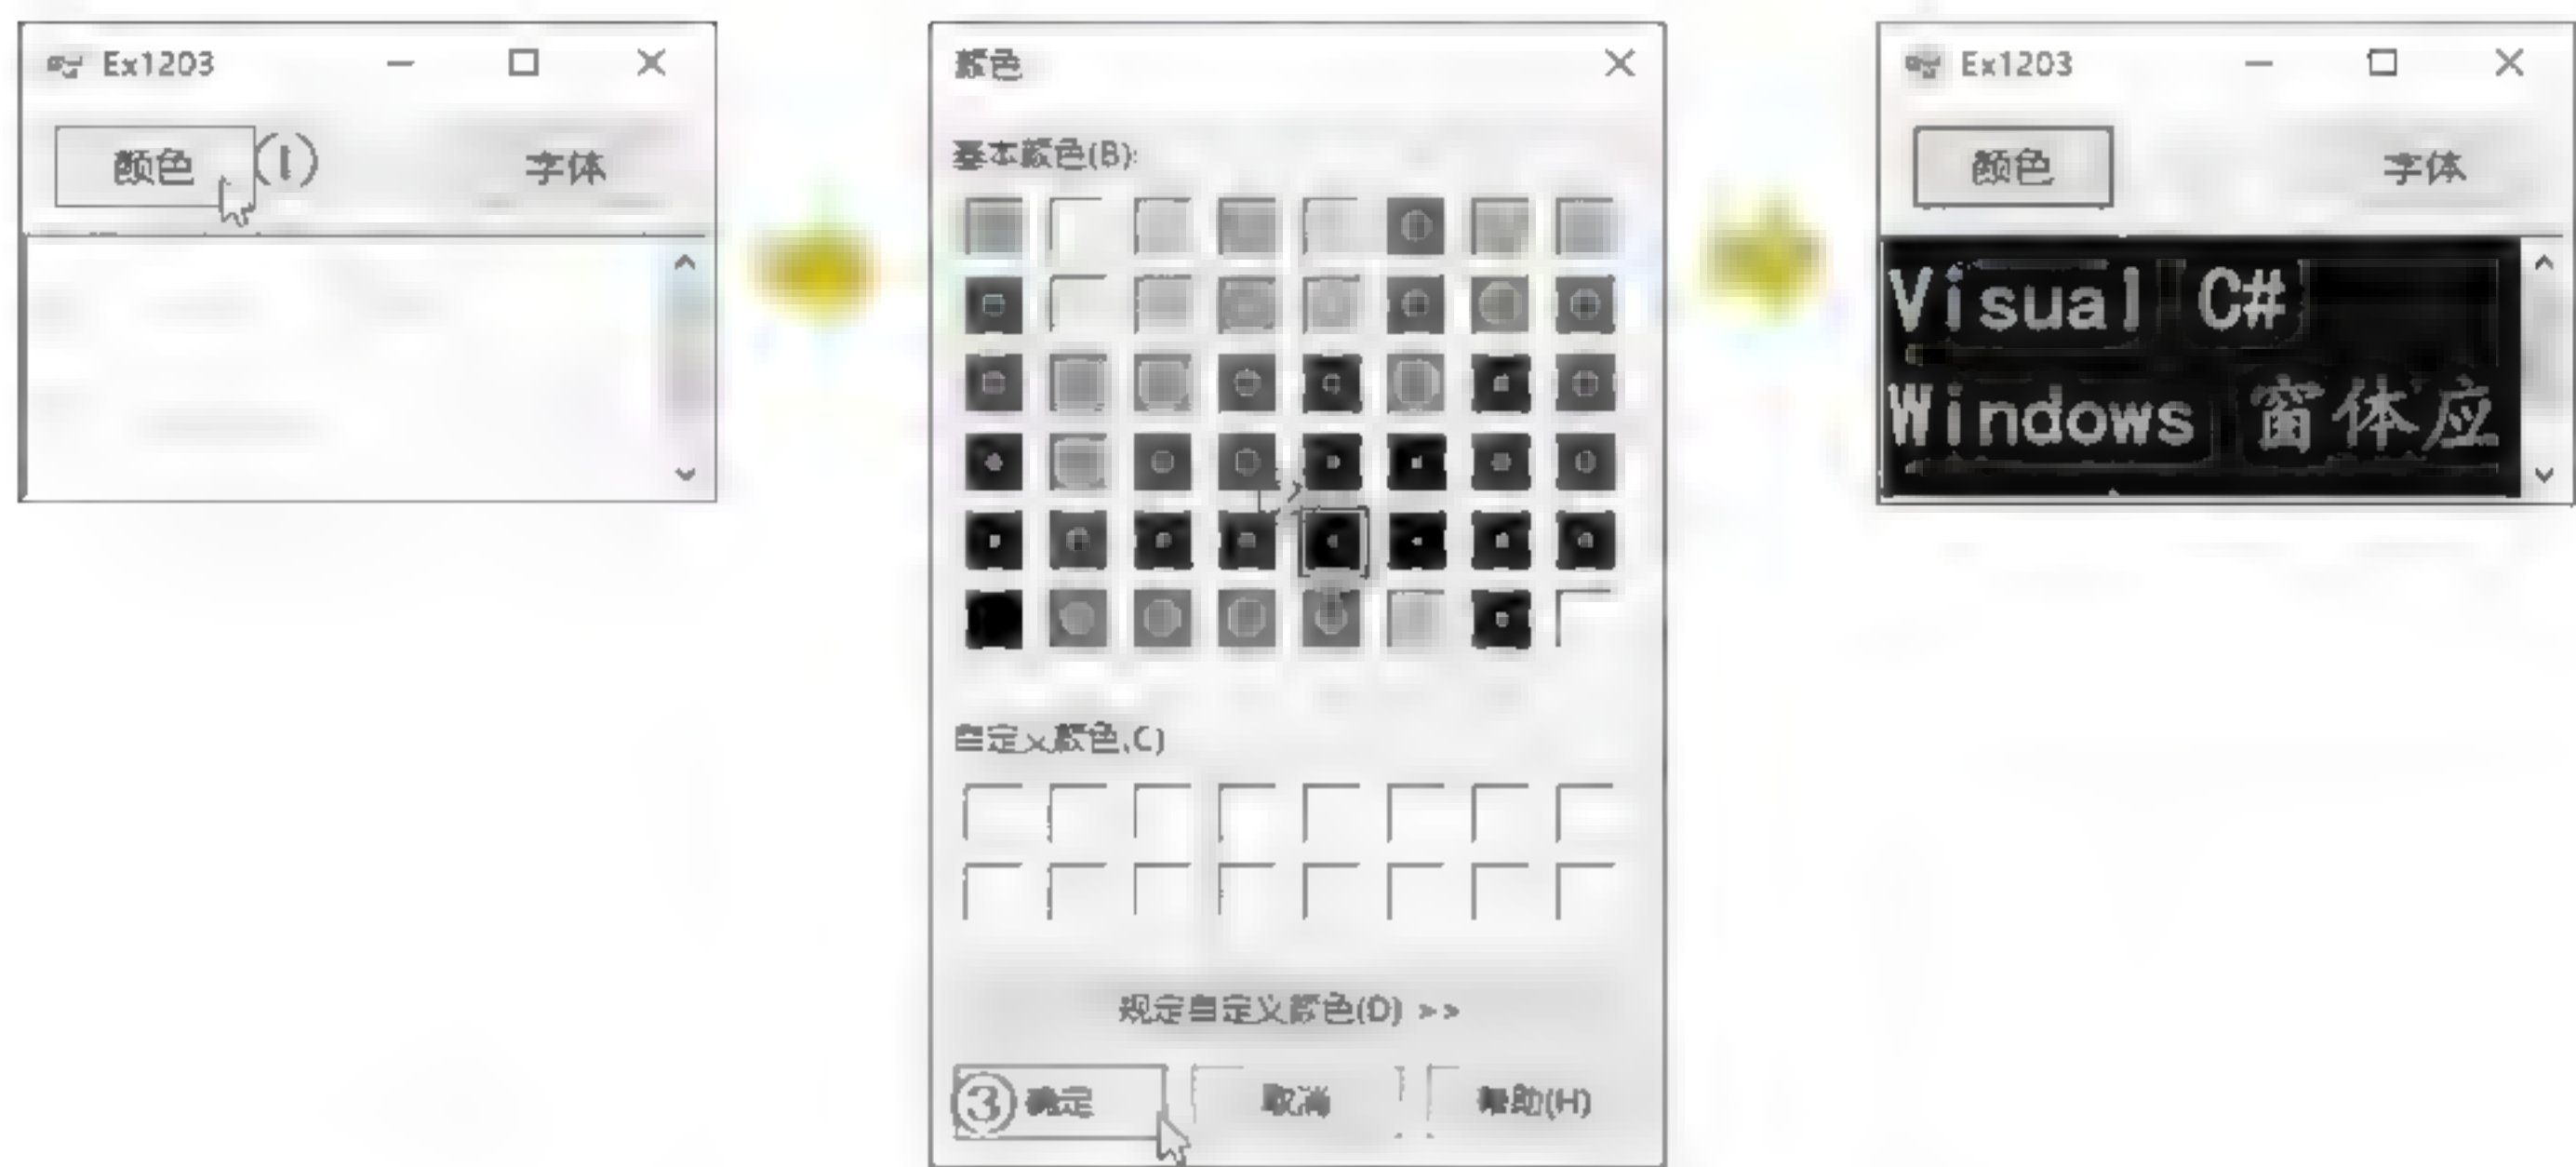 Ex1203
颜色 (1) 字体
颜色
基本颜色(B):
自定义颜色(C)
规定自定义颜色(D) >>
③ 确定 取消 帮助(H)
Ex1203
颜色 字体
Visual C#
Windows 窗体应